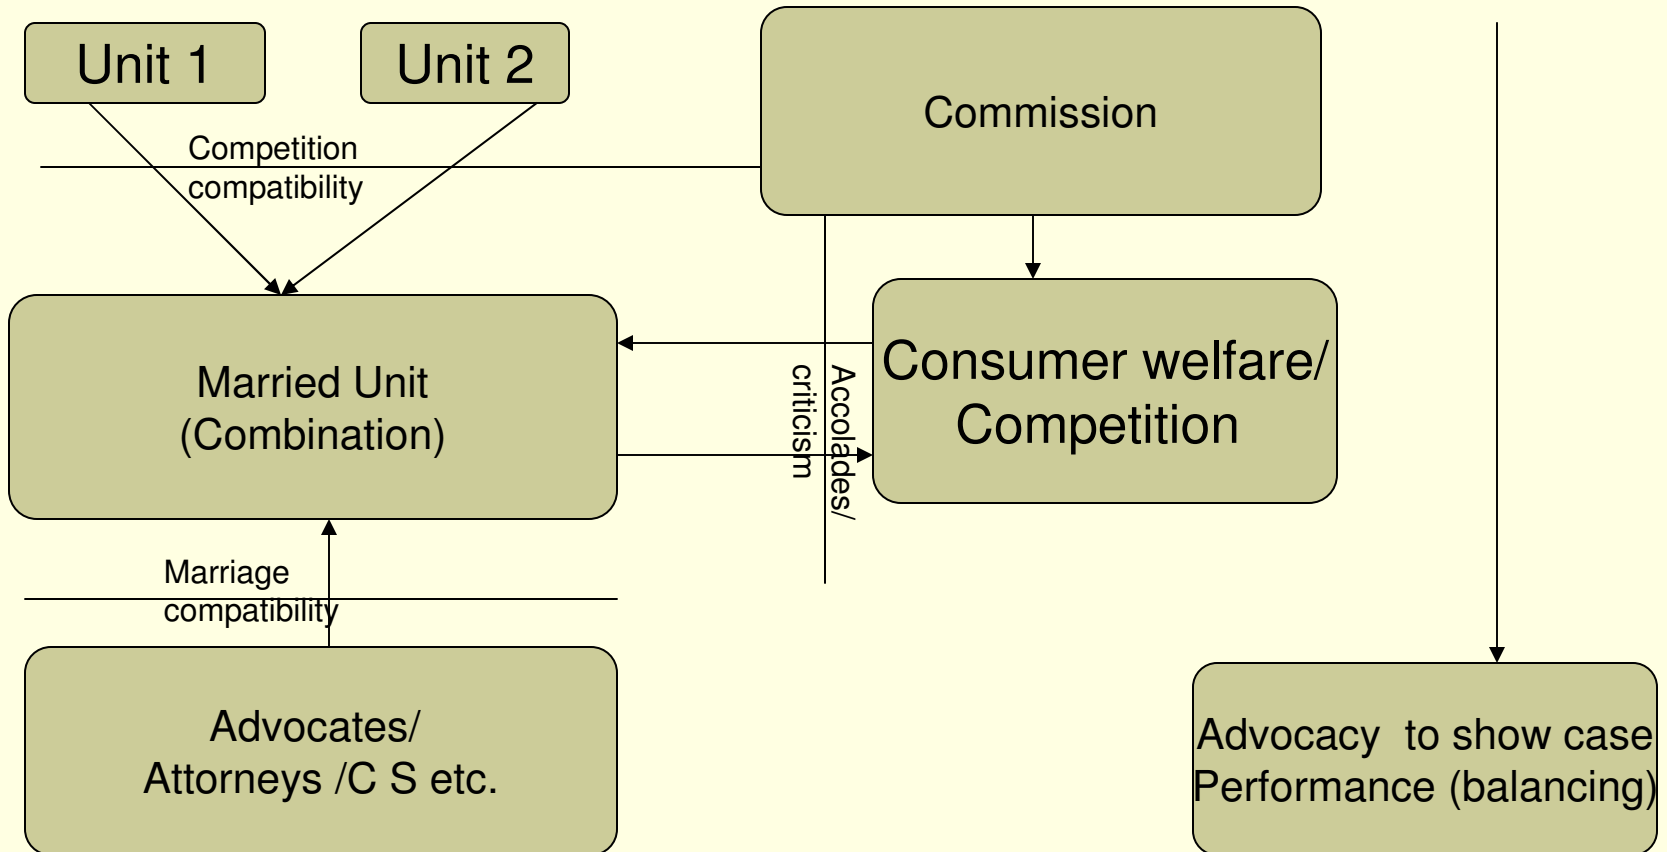 Unit 1
Unit 2
Commission
Competition
compatibility
Married Unit
(Combination)
Accolades/
criticism
Consumer welfare/
Competition
Marriage
compatibility
Advocates/
Attorneys /C S etc.
Advocacy  to show case
Performance (balancing)